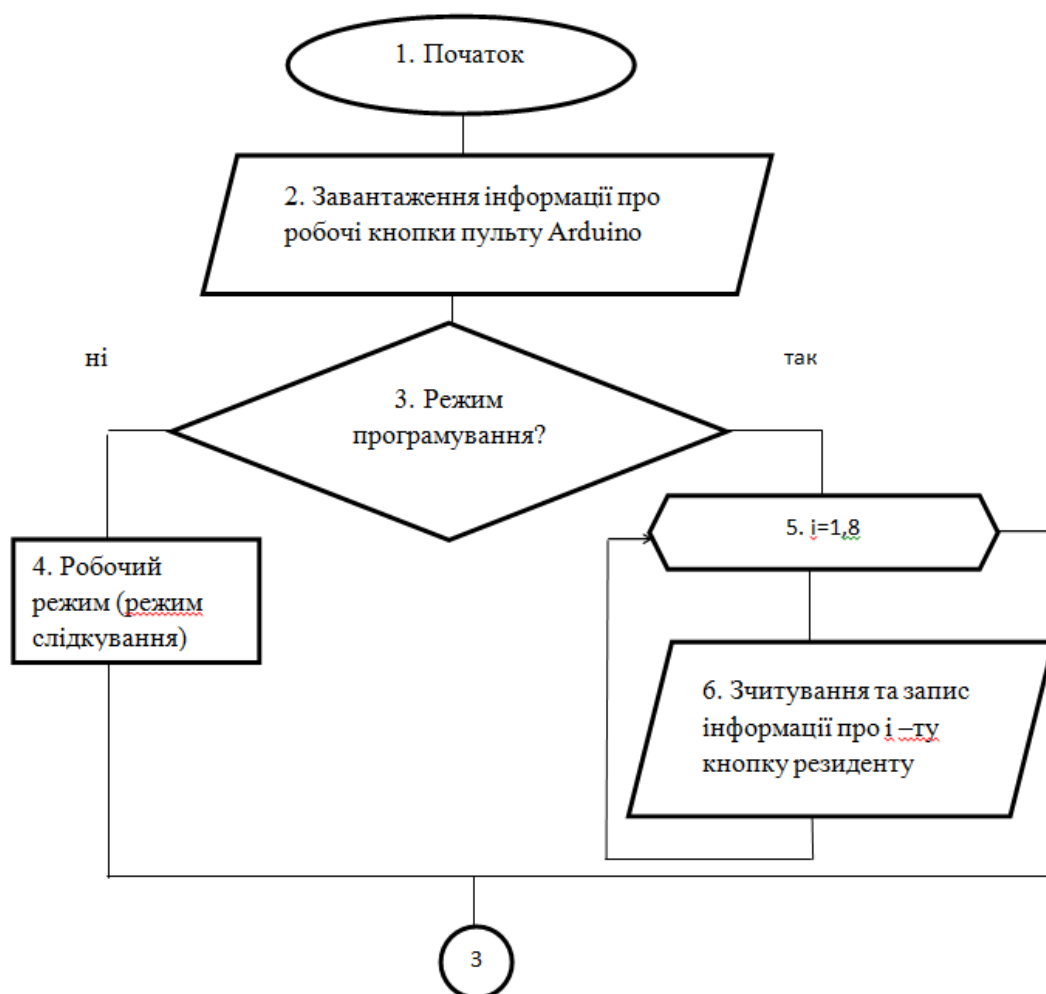 1. Початок
2. Завантаження інформації про
робочі кнопки пульту Arduino
ні
так
3. Режим
програмування?
5. і=1,8
4. Робочий
режим (режим
слідкування)
6. Зчитування та запис
інформації про і –ту
кнопку резиденту
3